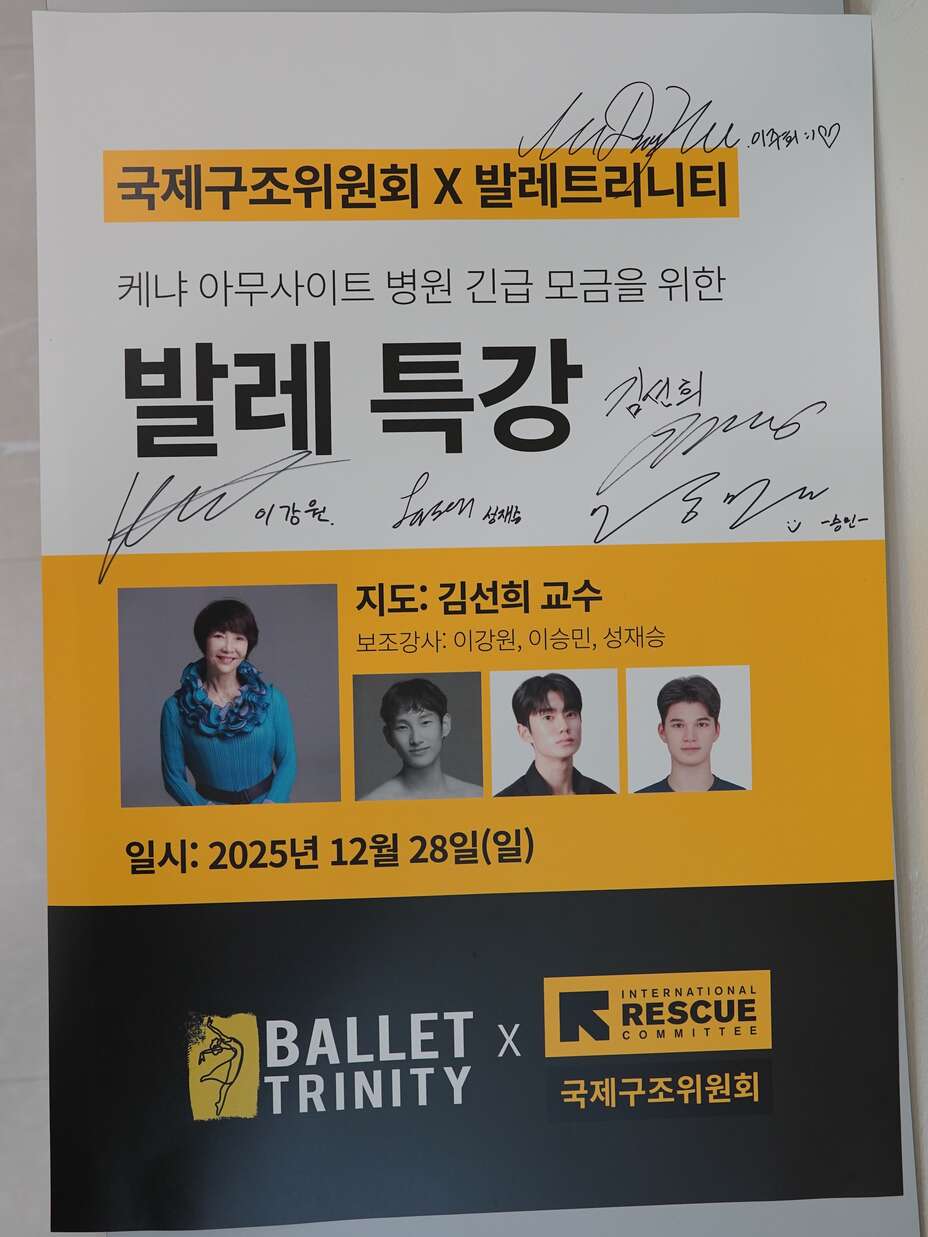 이주희:)♡
국제구조위원회 X 발레트리니티
케냐 아무사이트 병원 긴급 모금을 위한
발레 특강
김선희
이강원.
Jaseu 성재승
-승민-
지도: 김선희 교수
보조강사: 이강원, 이승민, 성재승
일시: 2025년 12월 28일(일)
BALLET
TRINITY
X
INTERNATIONAL
RESCUE
COMMITTEE
국제구조위원회